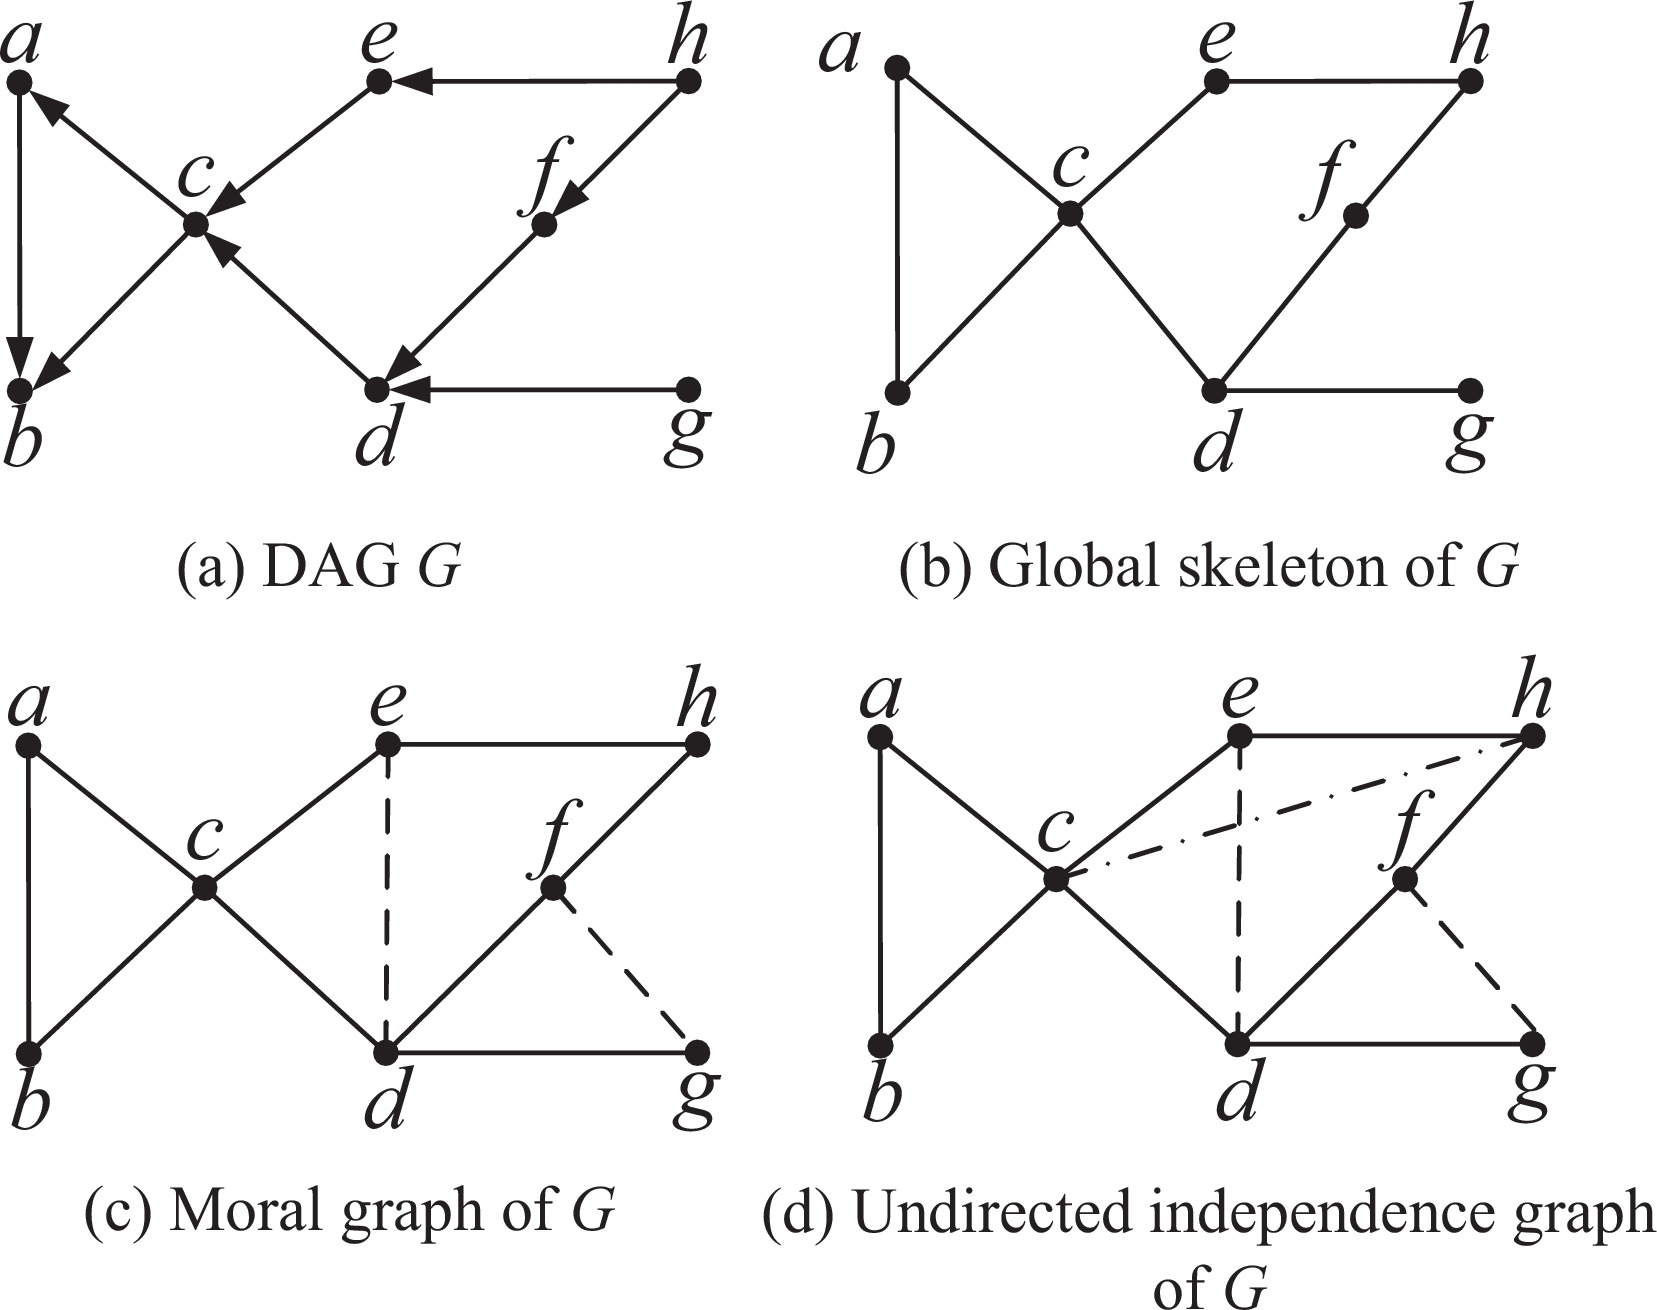 a e h
c f
b d g
(a) DAG G
a e h
c f
b d g
(b) Global skeleton of G
a e h
c f
b d g
(c) Moral graph of G
a e h
c f
b d g
(d) Undirected independence graph
of G